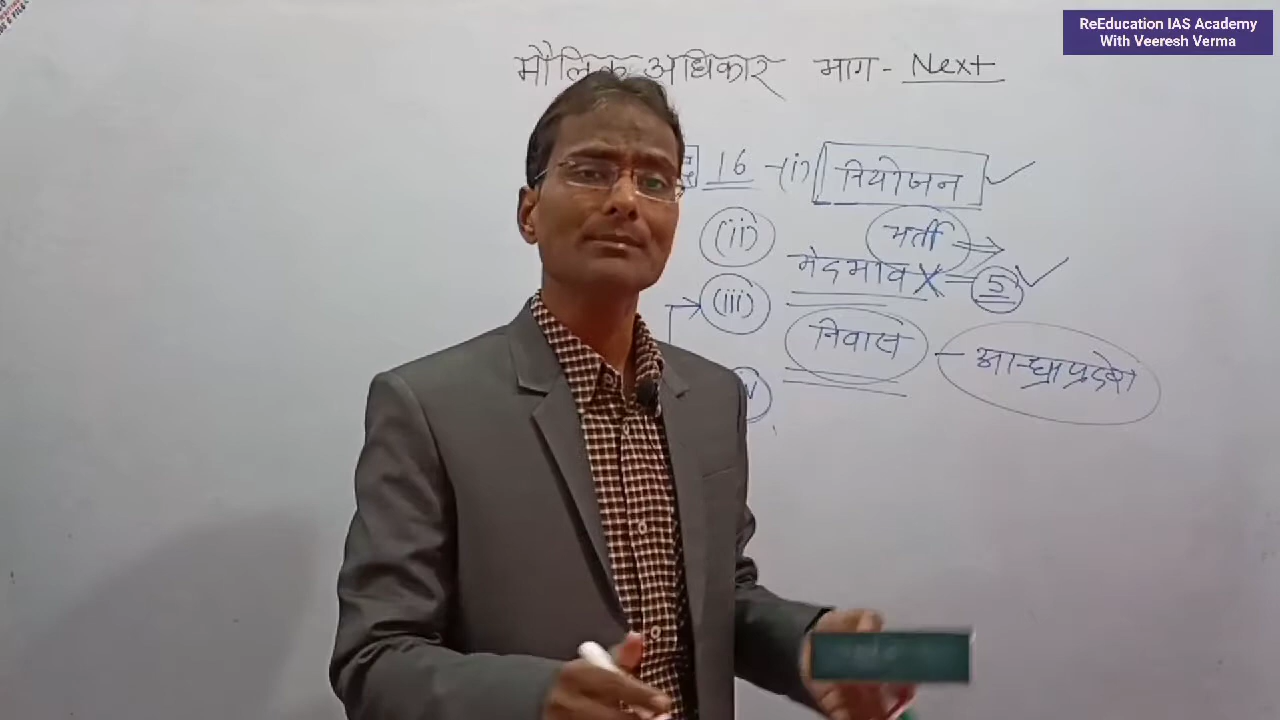 ReEducation IAS Academy
With Veeresh Verma
मौलिक अधिकार भाग - Next
16 -(i) नियोजन
(ii) भर्ती
भेदभाव X = 5
(iii) निवास - आन्ध्रप्रदेश